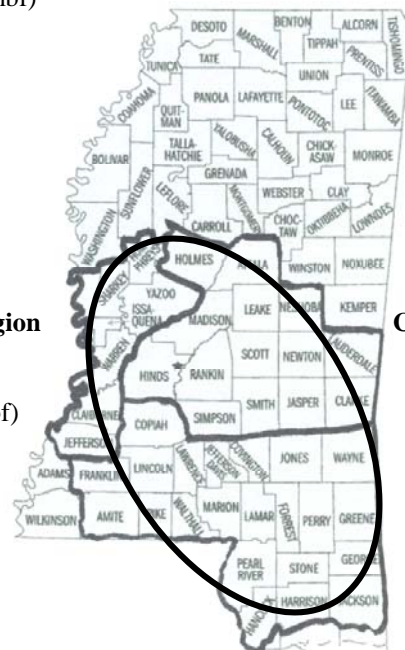 nbf)
BENTON
ALCORN
TISHOMINGO
DESOTO
MARSHALL
TIPPAH
PRENTISS
TATE
TUNICA
UNION
COAHOMA
PANOLA
LAFAYETTE
PONTOTOC
LEE
ITAWAMBA
QUIT-
MAN
YALOBUSHA
CALHOUN
CHICK-
ASAW
MONROE
BOLIVAR
TALLA-
HATCHIE
SUNFLOWER
LEFLORE
GRENADA
MONTGOMERY
WEBSTER
CLAY
WASHINGTON
CARROLL
CHOC-
TAW
OKTIBBEHA
LOWNDES
HOLMES
WINSTON
NOXUBEE
SHARKEY
YAZOO
ISSA-
QUENA
MADISON
LEAKE
NESHOBA
KEMPER
gion
WARREN
SCOTT
NEWTON
LAUDERDALE
HINDS
RANKIN
of)
CLAIBORNE
SIMPSON
SMITH
JASPER
CLARKE
JEFFERSON
COPIAH
ADAMS
FRANKLIN
LINCOLN
LAWRENCE
JEFFERSON
DAVIS
COVINGTON
JONES
WAYNE
WILKINSON
AMITE
PIKE
WALTHALL
MARION
LAMAR
FORREST
PERRY
GREENE
PEARL
RIVER
STONE
GEORGE
HANCOCK
HARRISON
JACKSON